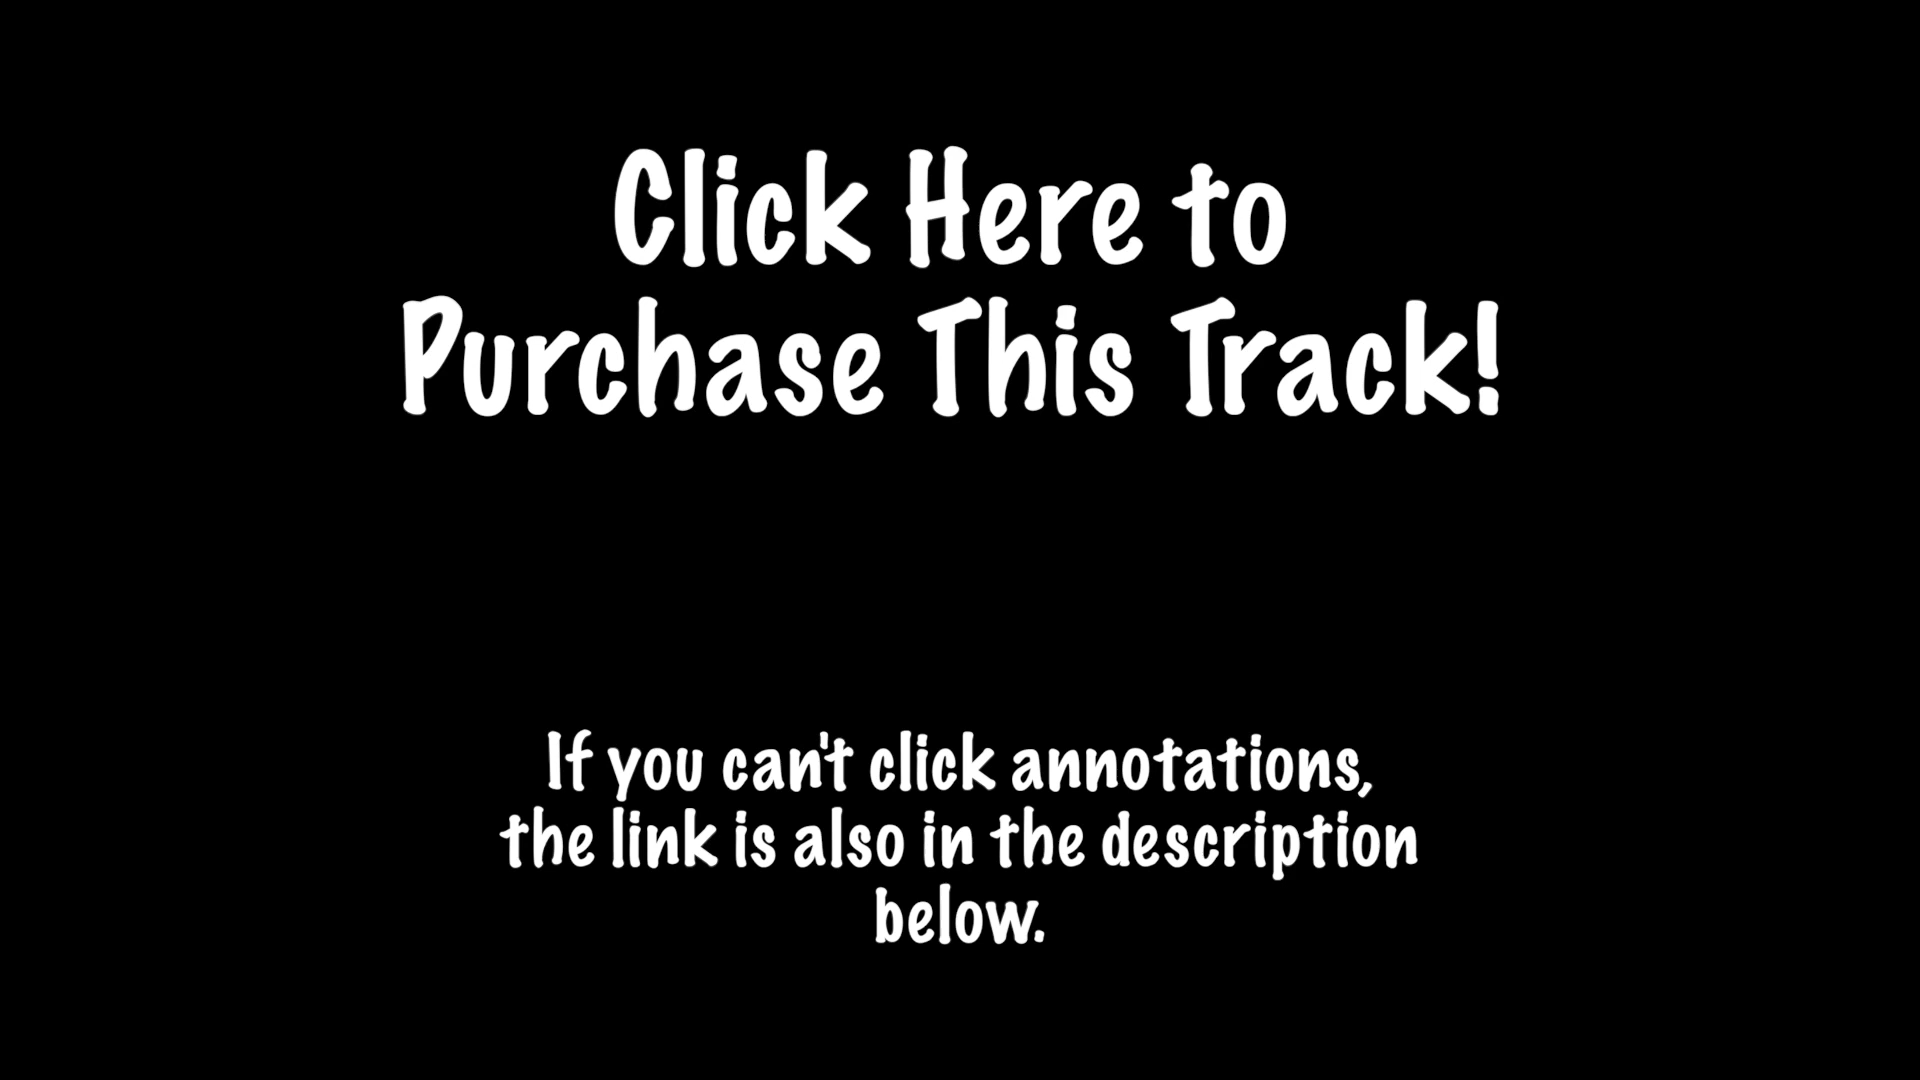 Click Here to
Purchase This Track!
If you can't click annotations,
the link is also in the description
below.